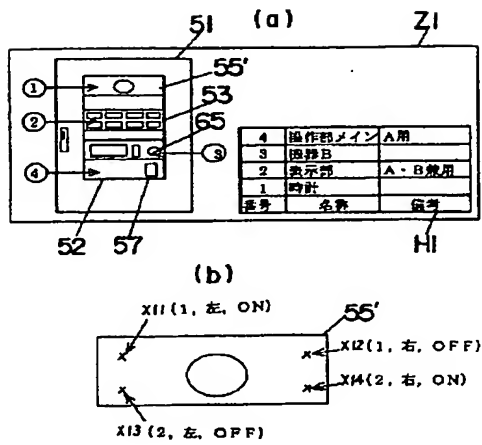 (a)
51
Z1
55'
53
65
①
②
③
④
52
57
4 操作部メイン A用
3 機器B
2 表示部 A・B兼用
1 時計
番号 名称 備考
H1
(b)
X11(1, 左, ON)
55'
X12(1, 右, OFF)
X14(2, 右, ON)
X13(2, 左, OFF)